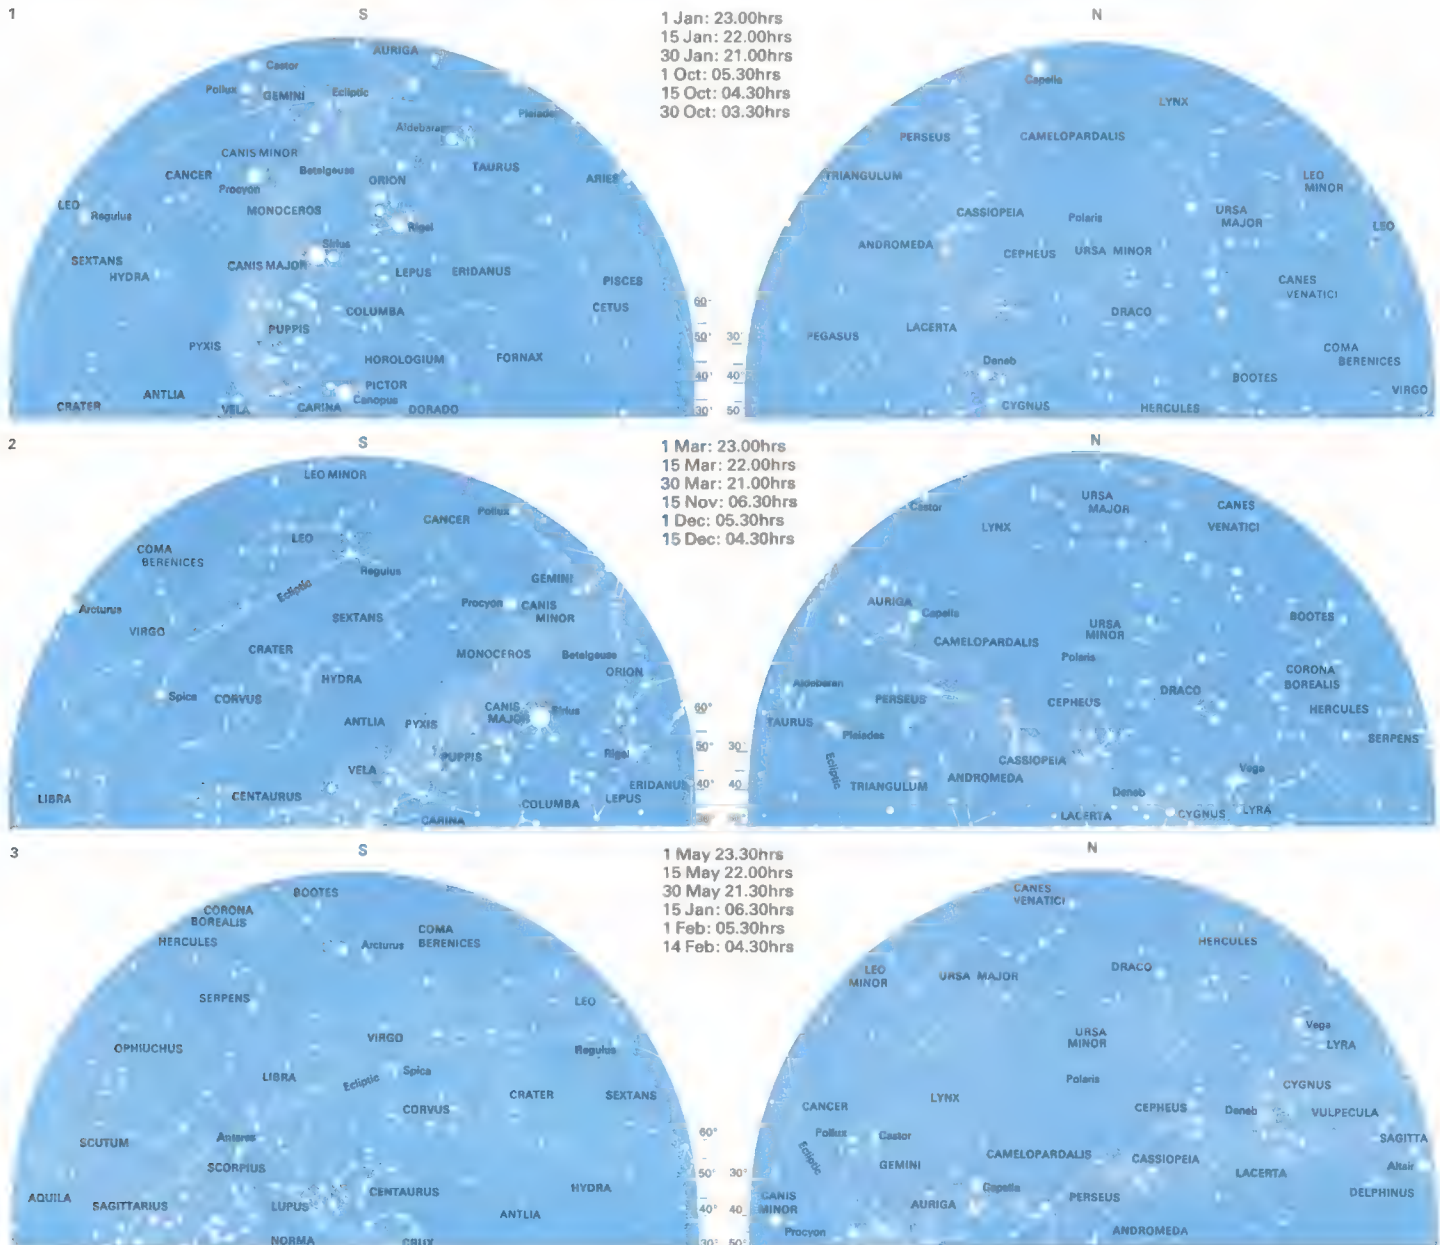 1
S
1 Jan: 23.00hrs
15 Jan: 22.00hrs
30 Jan: 21.00hrs
1 Oct: 05.30hrs
15 Oct: 04.30hrs
30 Oct: 03.30hrs
N
AURIGA
Castor
Pollux
GEMINI
Ecliptic
Pleiades
Aldebaran
CANIS MINOR
CANCER
Procyon
Betelgeuse
ORION
TAURUS
ARIES
LEO
Regulus
MONOCEROS
Rigel
Sirius
SEXTANS
HYDRA
CANIS MAJOR
LEPUS
ERIDANUS
PISCES
CETUS
COLUMBA
PUPPIS
PYXIS
HOROLOGIUM
FORNAX
PICTOR
Canopus
ANTLIA
CRATER
VELA
CARINA
DORADO
60°
50°
40°
30°
30°
40°
50°
Capella
LYNX
PERSEUS
CAMELOPARDALIS
TRIANGULUM
LEO
MINOR
CASSIOPEIA
Polaris
URSA
MAJOR
LEO
ANDROMEDA
CEPHEUS
URSA MINOR
CANES
VENATICI
DRACO
PEGASUS
LACERTA
COMA
BERENICES
Deneb
BOOTES
VIRGO
CYGNUS
HERCULES
2
S
1 Mar: 23.00hrs
15 Mar: 22.00hrs
30 Mar: 21.00hrs
15 Nov: 06.30hrs
1 Dec: 05.30hrs
15 Dec: 04.30hrs
N
LEO MINOR
CANCER
Pollux
LEO
COMA
BERENICES
Regulus
Ecliptic
GEMINI
Arcturus
Procyon
CANIS
MINOR
SEXTANS
VIRGO
CRATER
MONOCEROS
Betelgeuse
ORION
HYDRA
Spica
CORVUS
CANIS
MAJOR
Sirius
ANTLIA
PYXIS
PUPPIS
Rigel
VELA
ERIDANUS
LIBRA
CENTAURUS
COLUMBA
LEPUS
CARINA
60°
50°
40°
30°
40
Castor
LYNX
URSA
MAJOR
CANES
VENATICI
AURIGA
Capella
BOOTES
URSA
MINOR
CAMELOPARDALIS
Polaris
CORONA
BOREALIS
Aldebaran
PERSEUS
CEPHEUS
DRACO
HERCULES
TAURUS
Pleiades
SERPENS
Ecliptic
CASSIOPEIA
Vega
TRIANGULUM
ANDROMEDA
Deneb
LACERTA
CYGNUS
LYRA
3
S
1 May 23.30hrs
15 May 22.00hrs
30 May 21.30hrs
15 Jan: 06.30hrs
1 Feb: 05.30hrs
14 Feb: 04.30hrs
N
BOOTES
CORONA
BOREALIS
HERCULES
Arcturus
COMA
BERENICES
SERPENS
LEO
VIRGO
OPHIUCHUS
Regulus
LIBRA
Ecliptic
Spica
CRATER
SEXTANS
CORVUS
Antares
SCUTUM
SCORPIUS
CENTAURUS
HYDRA
AQUILA
SAGITTARIUS
LUPUS
ANTLIA
NORMA
CRUX
60°
50°
40°
30°
30°
40
50°
CANES
VENATICI
HERCULES
LEO
MINOR
URSA MAJOR
DRACO
URSA
MINOR
Vega
LYRA
Polaris
CYGNUS
LYNX
CANCER
CEPHEUS
Deneb
VULPECULA
Pollux
Castor
SAGITTA
Ecliptic
GEMINI
CAMELOPARDALIS
CASSIOPEIA
LACERTA
Altair
CANIS
MINOR
AURIGA
Capella
PERSEUS
DELPHINUS
Procyon
ANDROMEDA